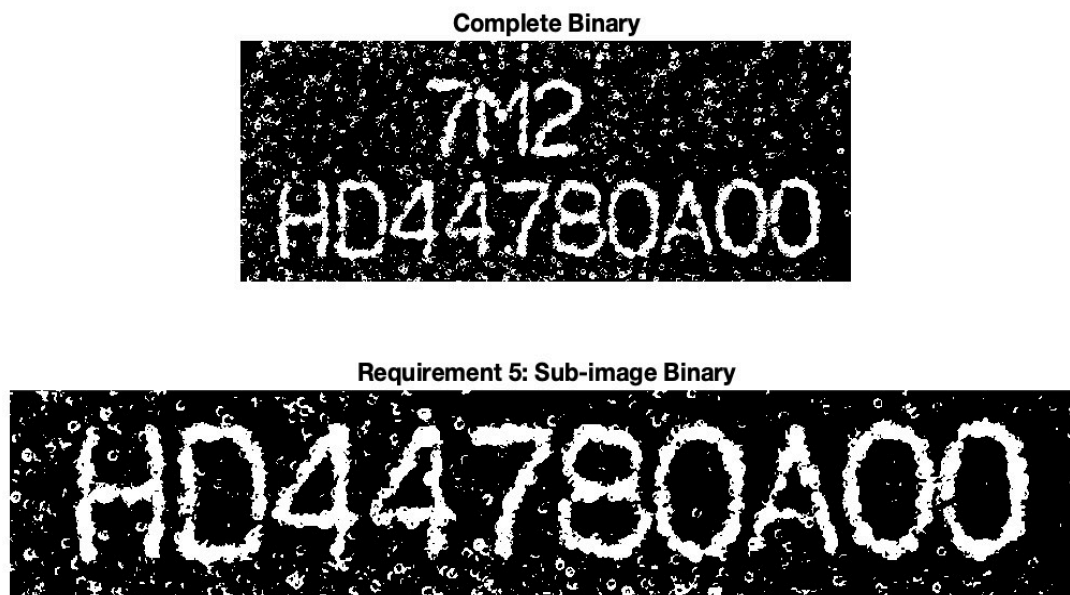 Complete Binary
7M2
HD44780A00
Requirement 5: Sub-image Binary
HD44780A00